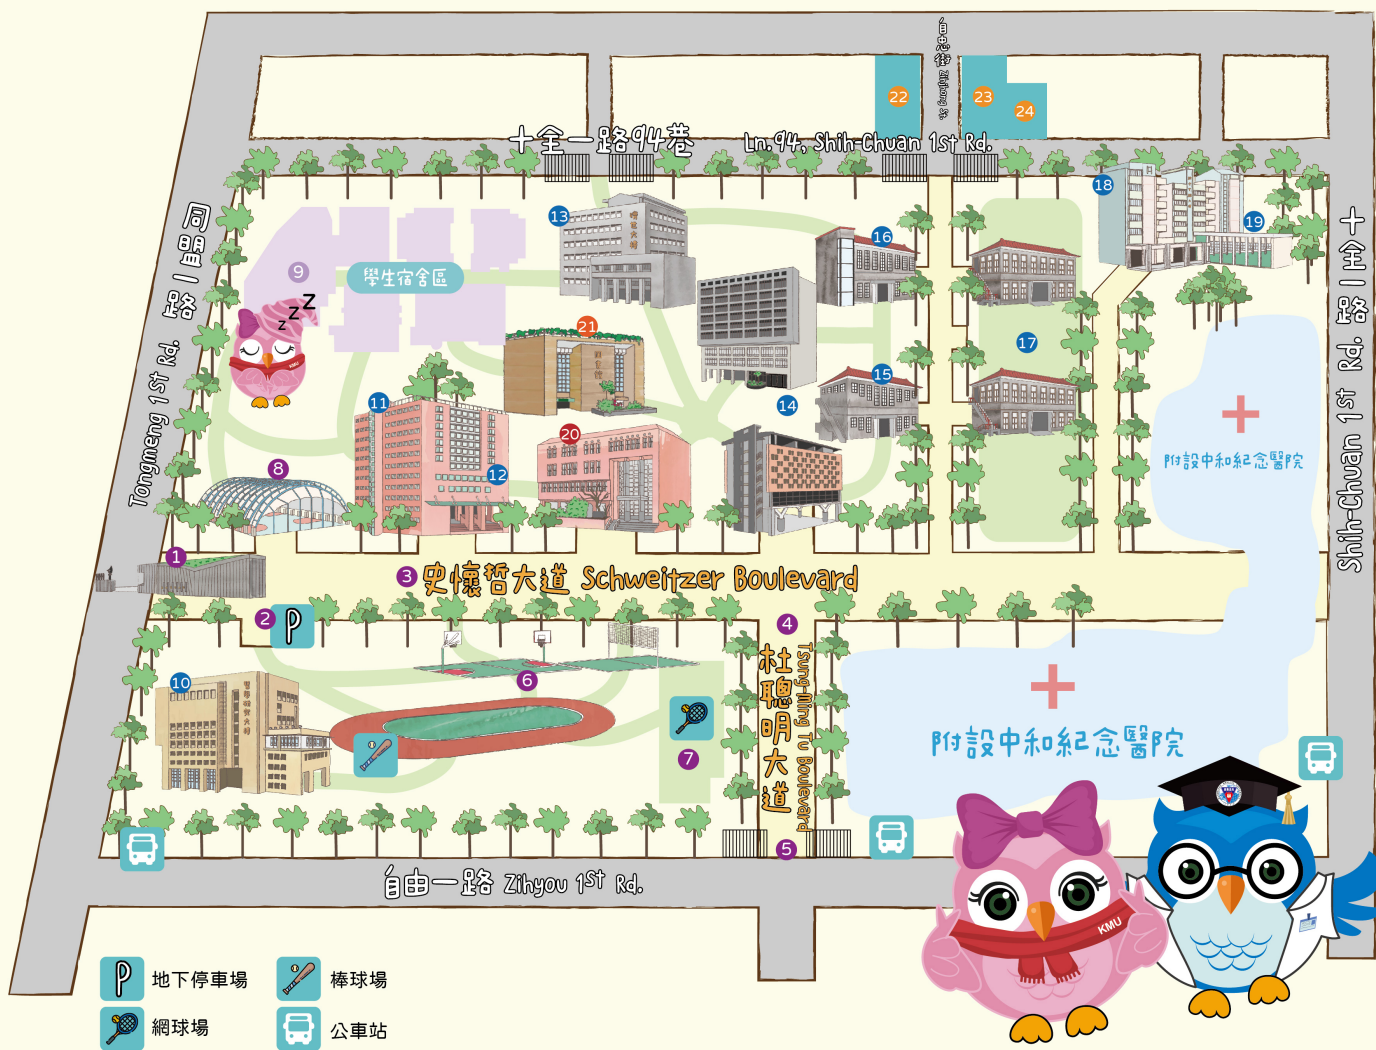 自由街 Zihyoug St.
22
23
24
十全一路94巷
Ln.94, Shih-Chuan 1st Rd.
同盟一路
Tongmeng 1st Rd.
十全一路
Shih-Chuan 1st Rd.
18
13
19
16
9
學生宿舍區
Z
z
z
KMU
21
17
15
11
14
附設中和紀念醫院
20
12
8
1
3
史懷哲大道 Schweitzer Boulevard
2
P
4
杜聰明大道
Tsung-Ming Tu Boulevard
6
10
7
附設中和紀念醫院
5
自由一路 Zihyou 1st Rd.
KMU
P
地下停車場
棒球場
網球場
公車站